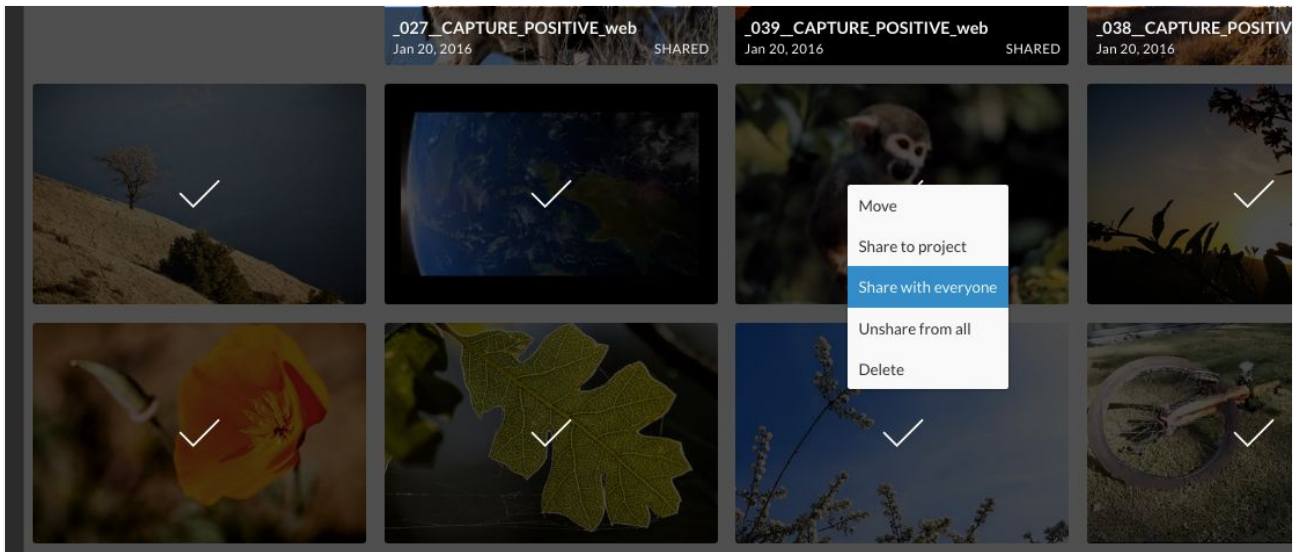 _027__CAPTURE_POSITIVE_web
Jan 20, 2016 SHARED
_039__CAPTURE_POSITIVE_web
Jan 20, 2016 SHARED
_038__CAPTURE_POSITIV
Jan 20, 2016
Move
Share to project
Share with everyone
Unshare from all
Delete